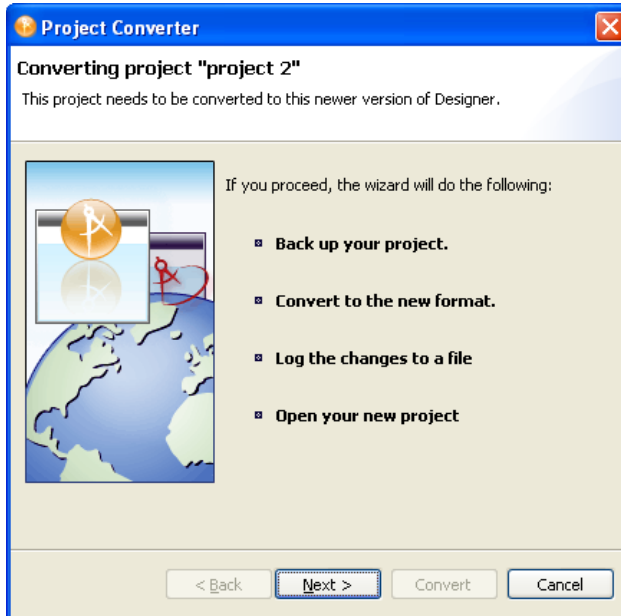 Project Converter
Converting project "project 2"
This project needs to be converted to this newer version of Designer.
If you proceed, the wizard will do the following:
Back up your project.
Convert to the new format.
Log the changes to a file
Open your new project
< Back Next > Convert Cancel